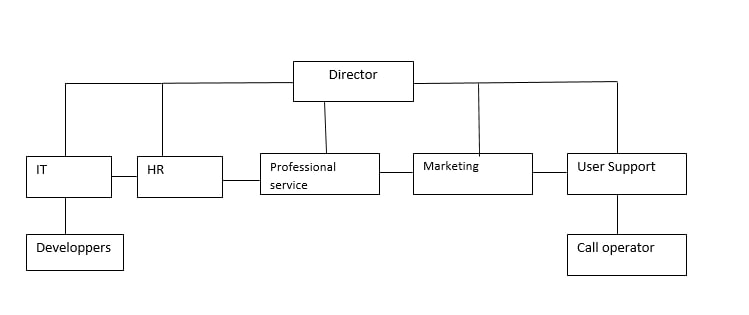 Director
IT
HR
Professional
service
Marketing
User Support
Developpers
Call operator